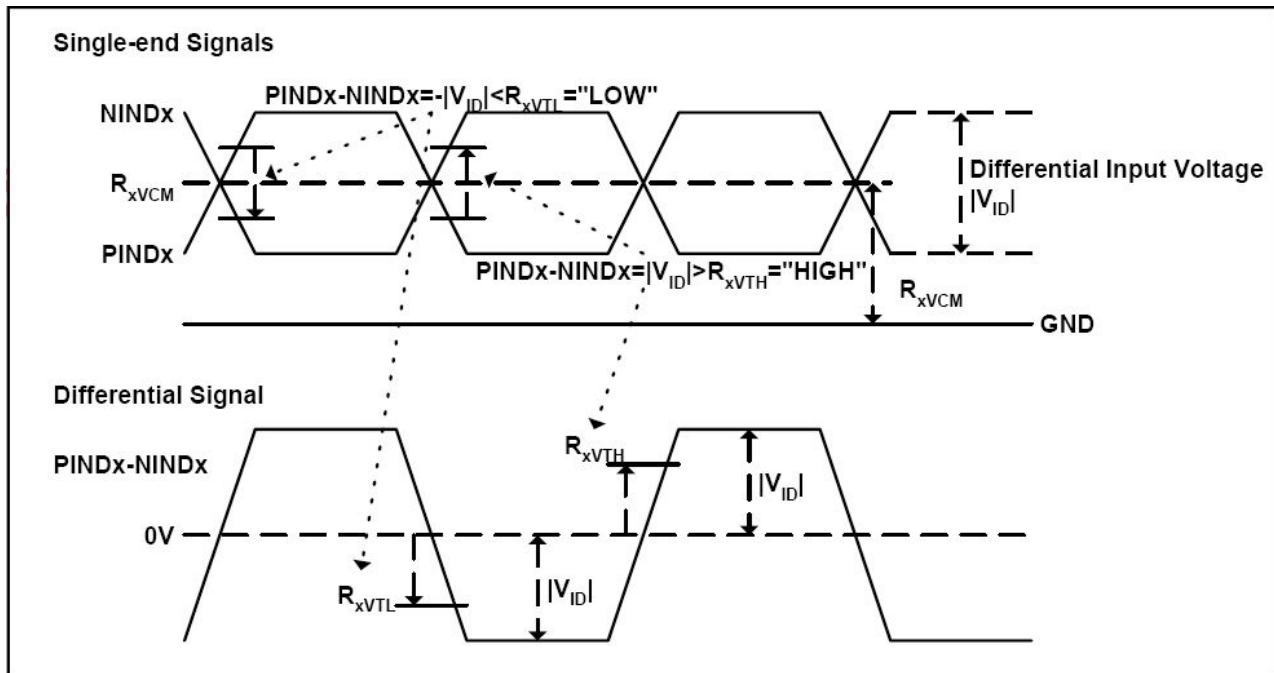 Single-end Signals
PINDx-NINDx=-|VID|<RxVTL="LOW"
NINDx
RxVCM
Differential Input Voltage
|VID|
PINDx
PINDx-NINDx=|VID|>RxVTH="HIGH"
RxVCM
GND
Differential Signal
PINDx-NINDx
RxVTH
|VID|
0V
RxVTL
|VID|